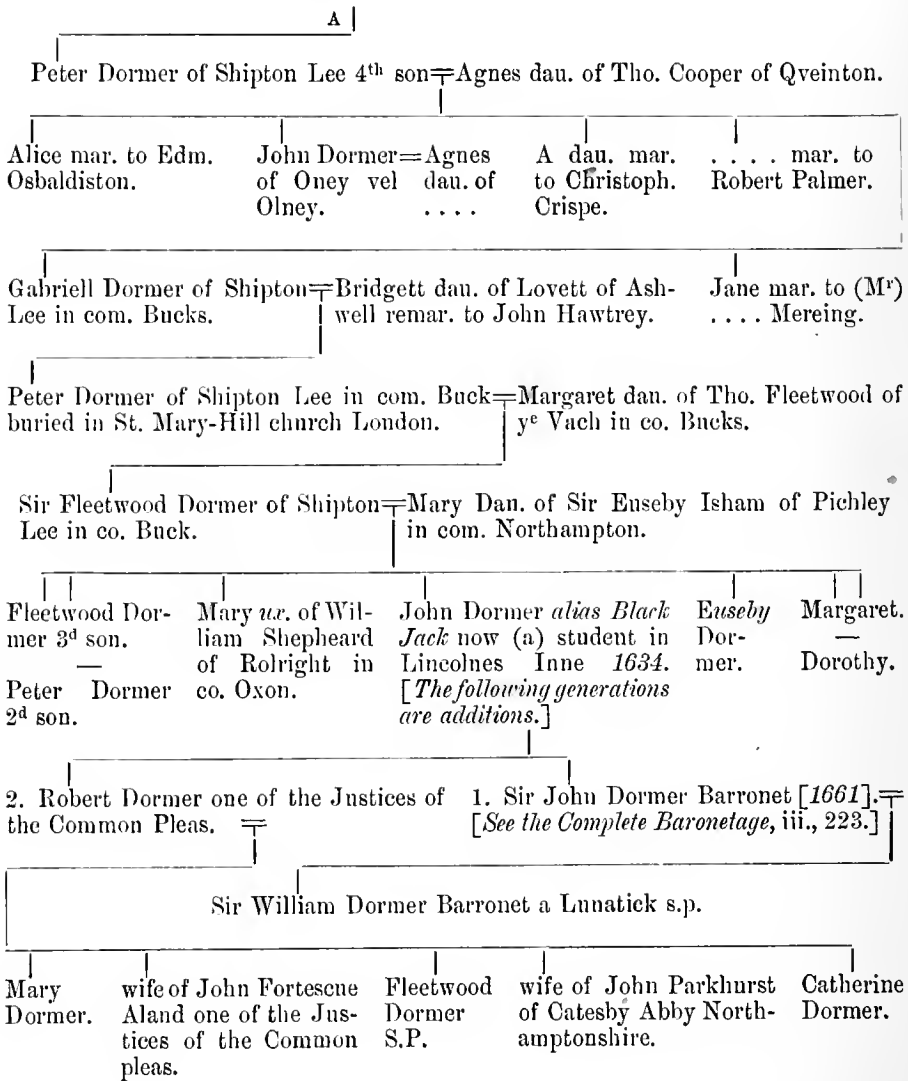 A
Peter Dormer of Shipton Lee 4th son=Agnes dau. of Tho. Cooper of Qveinton.
Alice mar. to Edm.
Osbaldiston.
John Dormer=Agnes
of Oney vel dau. of
Olney. ....
A dau. mar.
to Christoph.
Crispe.
.... mar. to
Robert Palmer.
Gabriell Dormer of Shipton=Bridgett dau. of Lovett of Ash-
Lee in com. Bucks. well remar. to John Hawtrey.
Jane mar. to (Mr)
.... Mereing.
Peter Dormer of Shipton Lee in com. Buck=Margaret dau. of Tho. Fleetwood of
buried in St. Mary-Hill church London. ye Vach in co. Bucks.
Sir Fleetwood Dormer of Shipton=Mary Dau. of Sir Euseby Isham of Pichley
Lee in co. Buck. in com. Northampton.
Fleetwood Dor-
mer 3d son.
—
Peter Dormer
2d son.
Mary ux. of Wil-
liam Shepheard
of Rolright in
co. Oxon.
John Dormer alias Black
Jack now (a) student in
Lincolnes Inne 1634.
[The following generations
are additions.]
Euseby
Dor-
mer.
Margaret.
—
Dorothy.
2. Robert Dormer one of the Justices of
the Common Pleas. =
1. Sir John Dormer Barronet [1661].=
[See the Complete Baronetage, iii., 223.]
Sir William Dormer Barronet a Lunatick s.p.
Mary
Dormer.
wife of John Fortescue
Aland one of the Jus-
tices of the Common
pleas.
Fleetwood
Dormer
S.P.
wife of John Parkhurst
of Catesby Abby North-
amptonshire.
Catherine
Dormer.